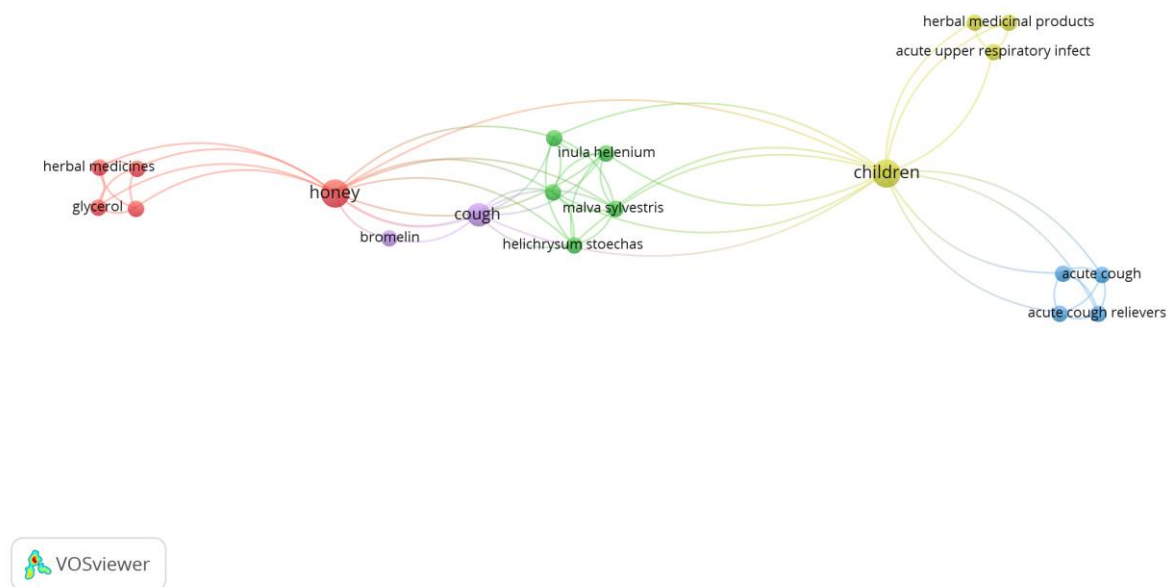 herbal medicinal products
acute upper respiratory infect
inula helenium
herbal medicines
children
honey
glycerol
malva sylvestris
cough
bromelin
helichrysum stoechas
acute cough
acute cough relievers
VOSviewer